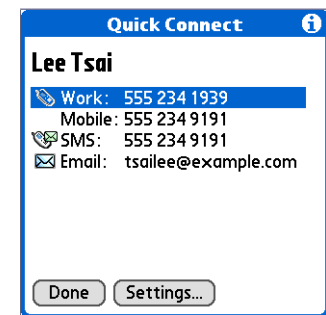 Quick Connect
Lee Tsai
Work: 555 234 1939
Mobile: 555 234 9191
SMS: 555 234 9191
Email: tsailee@example.com
Done Settings...